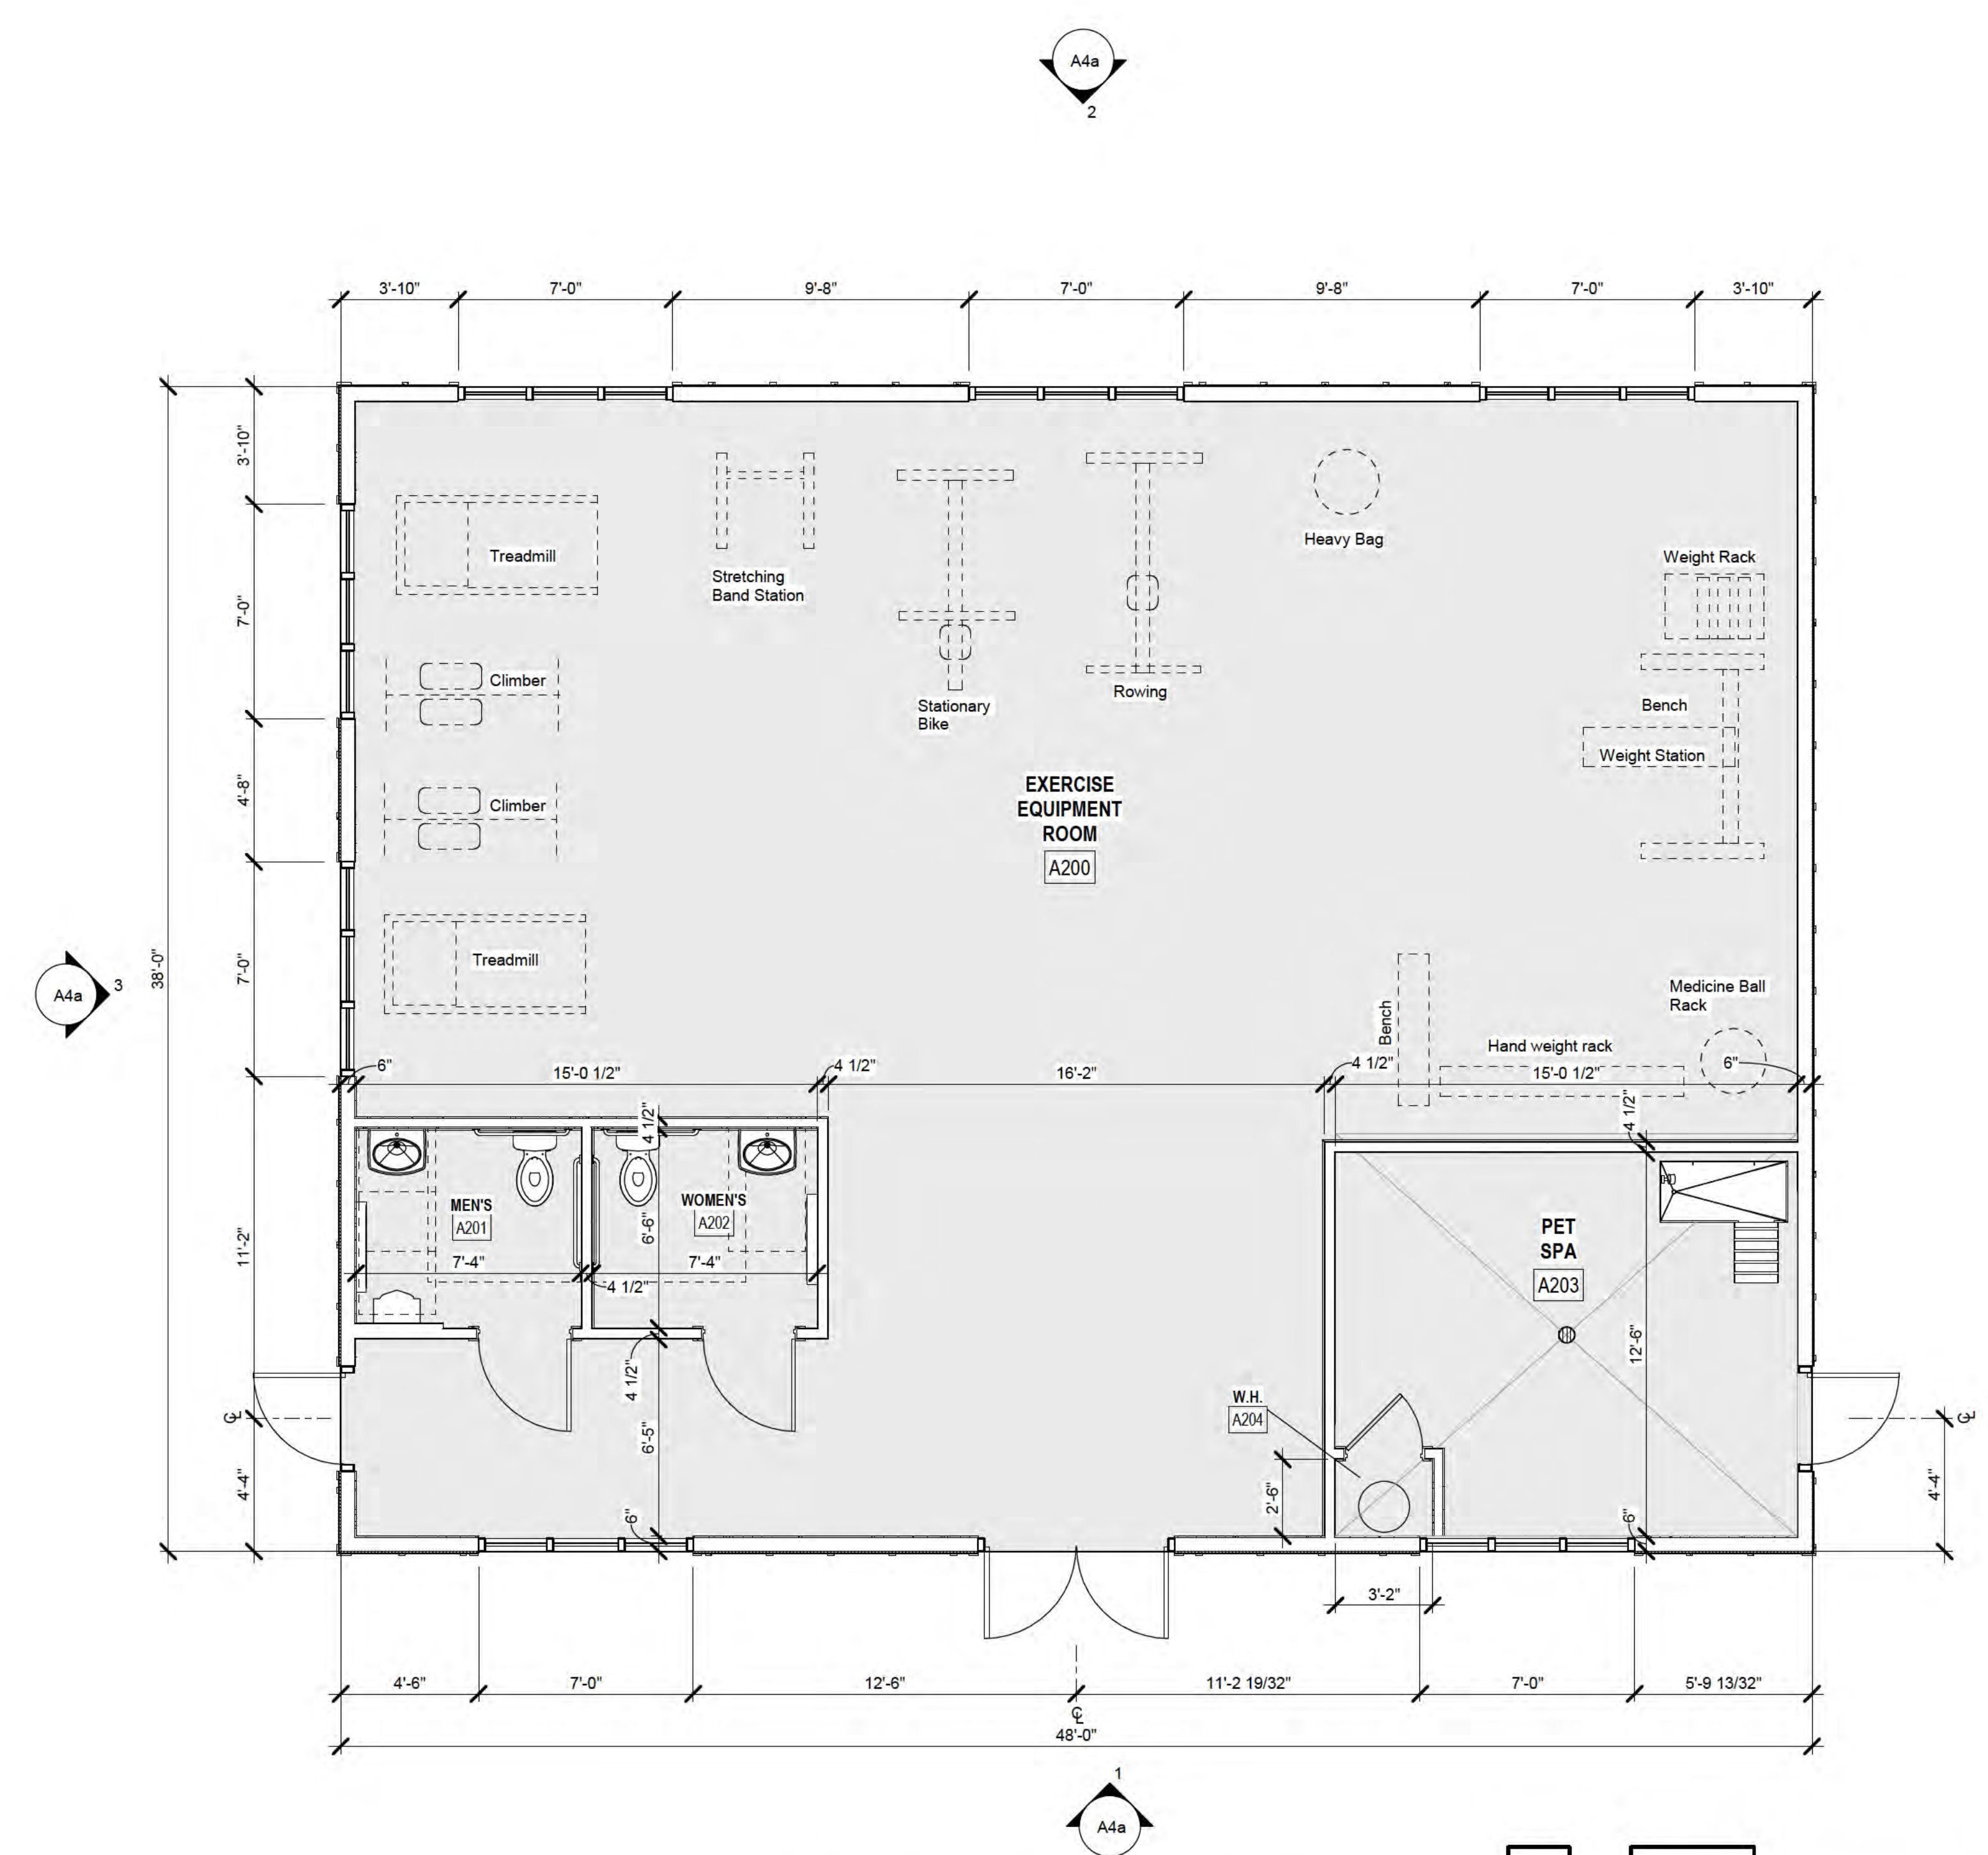 A4a
2
3'-10"
7'-0"
9'-8"
7'-0"
9'-8"
7'-0"
3'-10"
3'-10"
7'-0"
4'-8"
7'-0"
11'-2"
4'-4"
38'-0"
A4a
3
Treadmill
Stretching
Band Station
Stationary
Bike
Rowing
Heavy Bag
Weight Rack
Bench
Weight Station
Climber
Climber
Treadmill
EXERCISE
EQUIPMENT
ROOM
A200
Bench
Medicine Ball
Rack
Hand weight rack
6"
15'-0 1/2"
4 1/2"
16'-2"
4 1/2"
15'-0 1/2"
6"
4 1/2"
4 1/2"
MEN'S
A201
WOMEN'S
A202
6'-6"
7'-4"
7'-4"
4 1/2"
4 1/2"
6'-5"
6"
PET
SPA
A203
12'-6"
W.H.
A204
2'-6"
6"
3'-2"
4'-4"
4'-6"
7'-0"
12'-6"
11'-2 19/32"
7'-0"
5'-9 13/32"
48'-0"
1
A4a